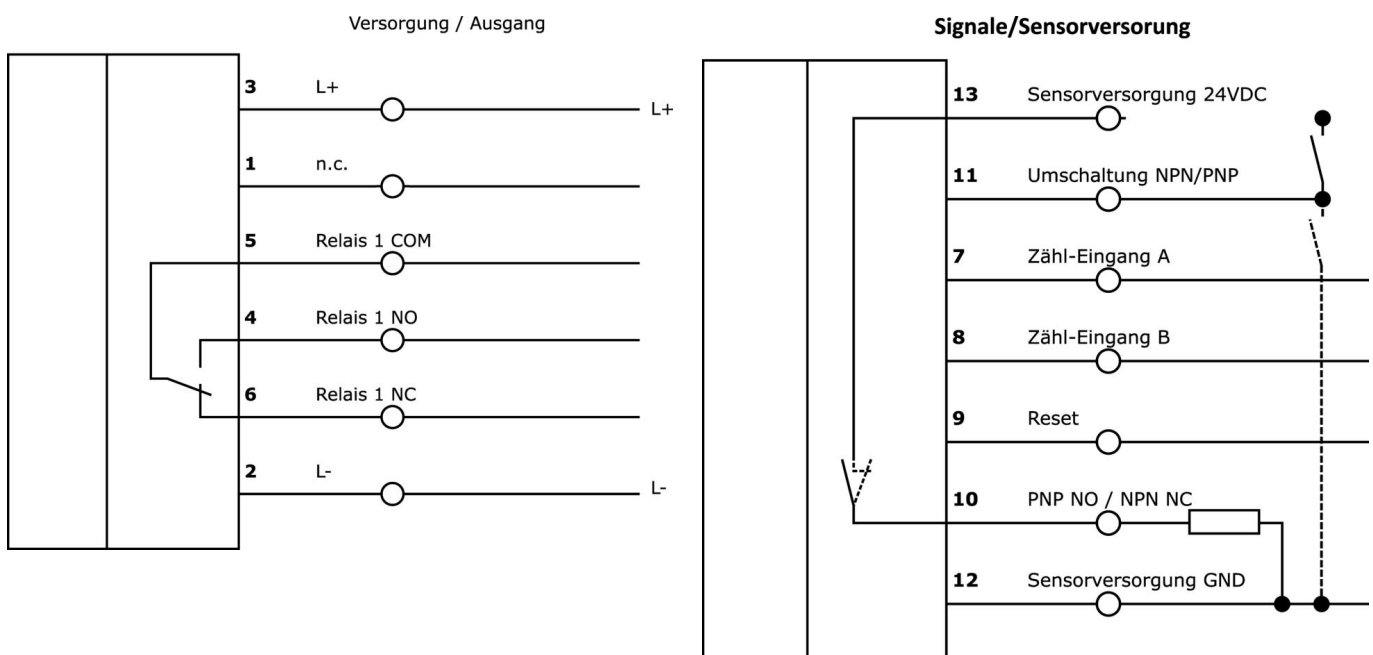 Versorgung / Ausgang
3 L+ L+
1 n.c.
5 Relais 1 COM
4 Relais 1 NO
6 Relais 1 NC
2 L- L-
Signale/Sensorversorung
13 Sensorversorgung 24VDC
11 Umschaltung NPN/PNP
7 Zähl-Eingang A
8 Zähl-Eingang B
9 Reset
10 PNP NO / NPN NC
12 Sensorversorgung GND